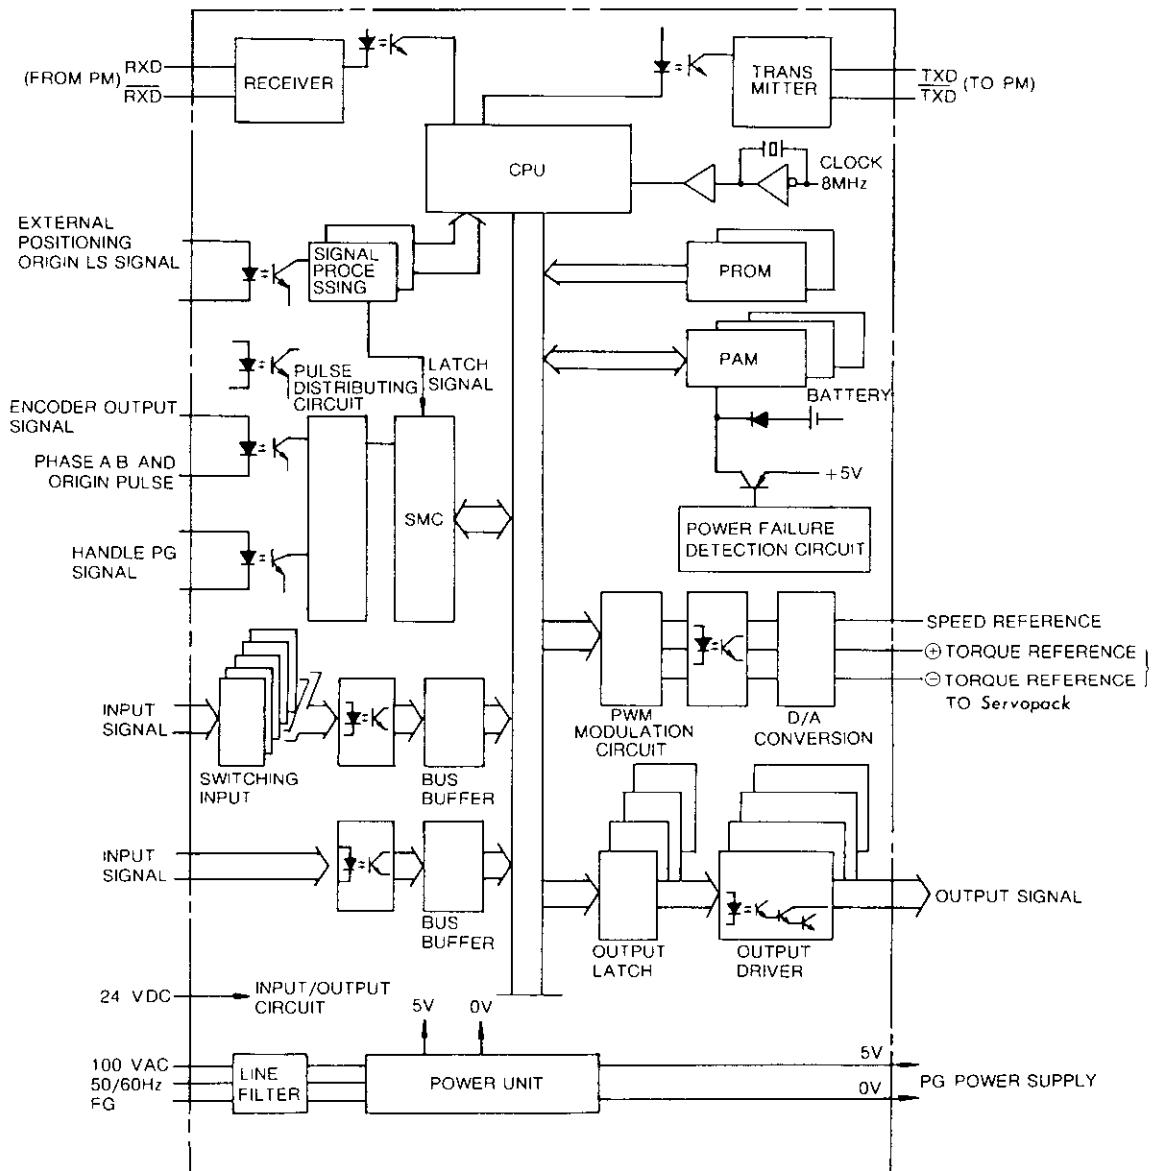 (FROM PM) RXD
RXD
RECEIVER
TRANS
MITTER
TXD
TXD
(TO PM)
CPU
CLOCK
8MHz
EXTERNAL
POSITIONING
ORIGIN LS SIGNAL
SIGNAL
PROCE
SSING
PROM
PAM
LATCH
SIGNAL
PULSE
DISTRIBUTING
CIRCUIT
BATTERY
ENCODER OUTPUT
SIGNAL
PHASE A B AND
ORIGIN PULSE
+5V
SMC
POWER FAILURE
DETECTION CIRCUIT
HANDLE PG
SIGNAL
SPEED REFERENCE
⊕ TORQUE REFERENCE
⊖ TORQUE REFERENCE
TO Servopack
INPUT
SIGNAL
SWITCHING
INPUT
BUS
BUFFER
PWM
MODULATION
CIRCUIT
D/A
CONVERSION
INPUT
SIGNAL
BUS
BUFFER
OUTPUT
LATCH
OUTPUT
DRIVER
OUTPUT SIGNAL
24 VDC
INPUT/OUTPUT
CIRCUIT
5V
0V
100 VAC
50/60Hz
FG
LINE
FILTER
POWER UNIT
5V
0V
PG POWER SUPPLY